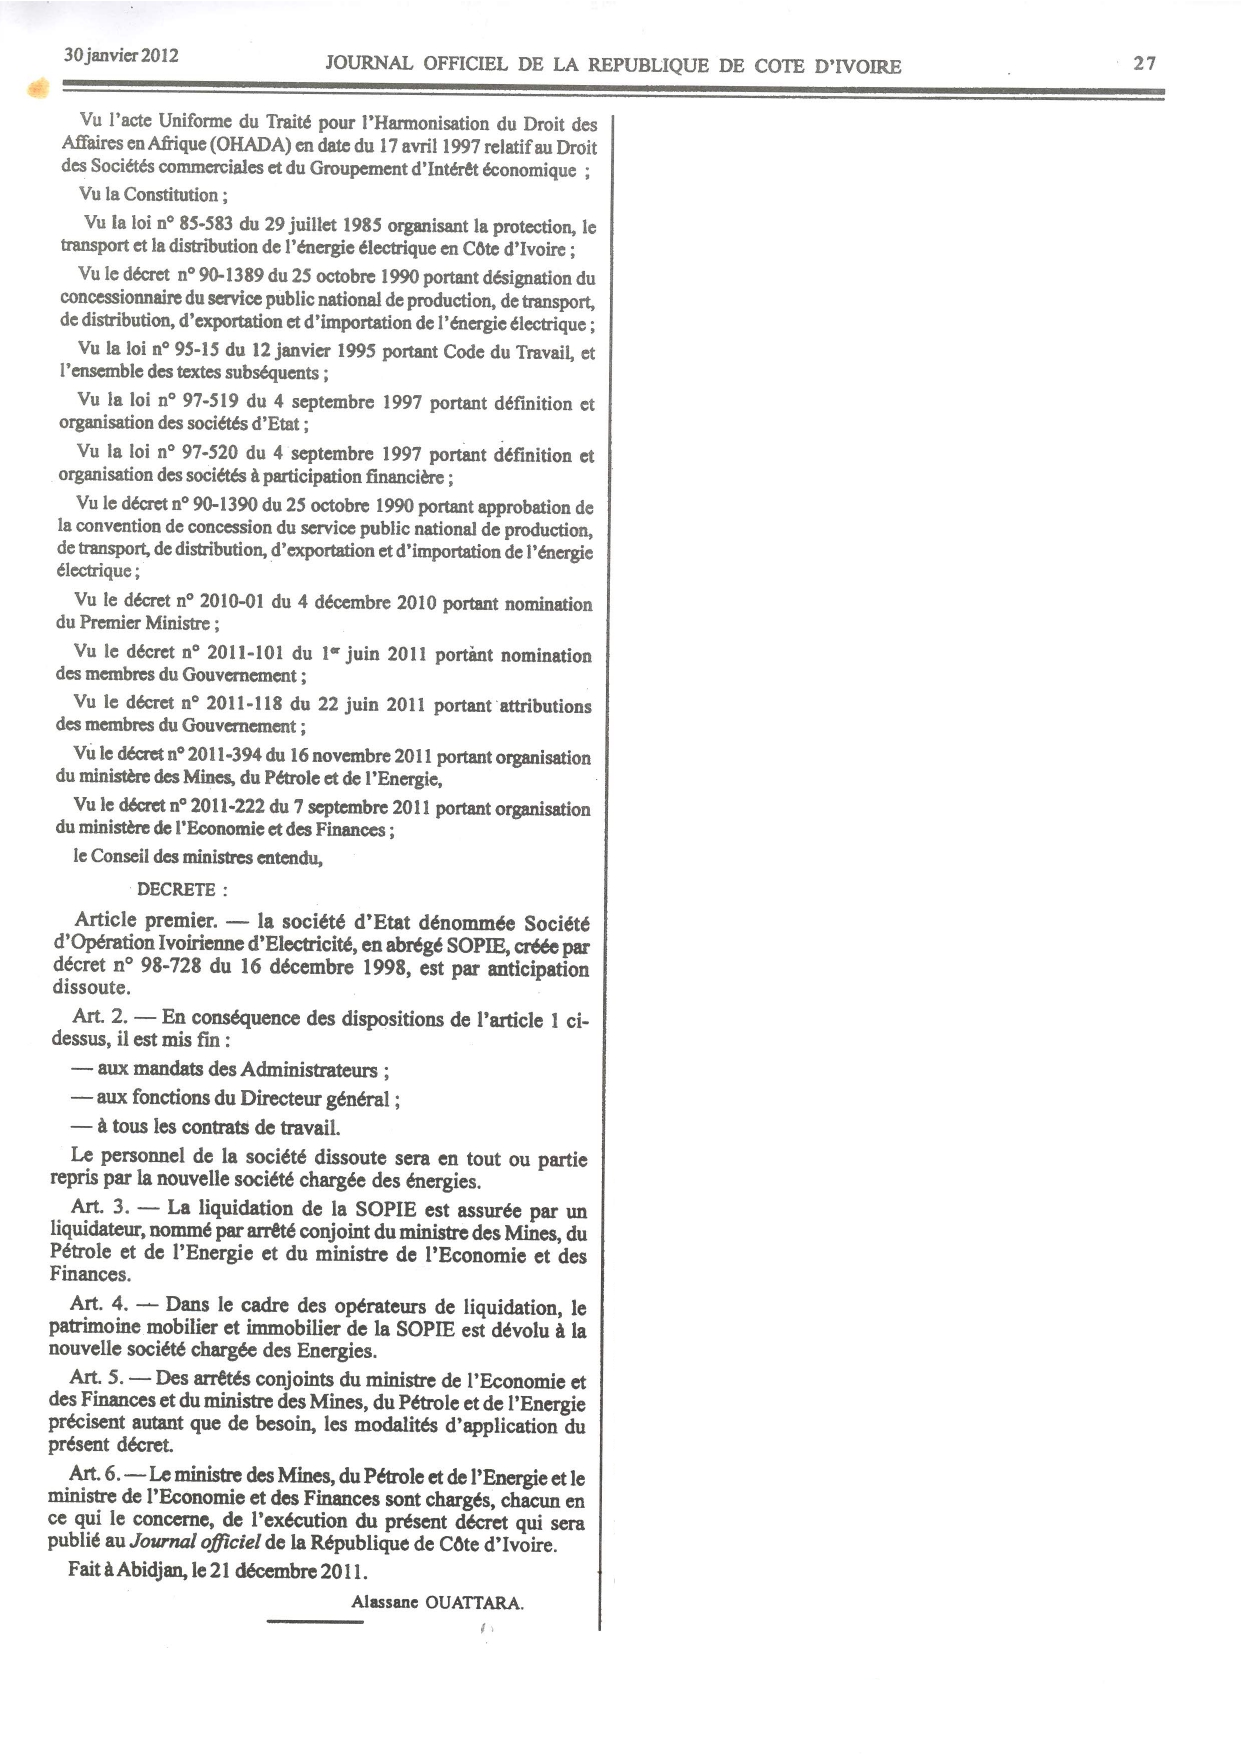 30 janvier 2012
JOURNAL OFFICIEL DE LA REPUBLIQUE DE COTE D'IVOIRE
27
Vu l'acte Uniforme du Traité pour l'Harmonisation du Droit des
Affaires en Afrique (OHADA) en date du 17 avril 1997 relatif au Droit
des Sociétés commerciales et du Groupement d'Intérêt économique ;
Vu la Constitution ;
Vu la loi n° 85-583 du 29 juillet 1985 organisant la protection, le
transport et la distribution de l'énergie électrique en Côte d'Ivoire ;
Vu le décret n° 90-1389 du 25 octobre 1990 portant désignation du
concessionnaire du service public national de production, de transport,
de distribution, d'exportation et d'importation de l'énergie électrique ;
Vu la loi n° 95-15 du 12 janvier 1995 portant Code du Travail, et
l'ensemble des textes subséquents ;
Vu la loi n° 97-519 du 4 septembre 1997 portant définition et
organisation des sociétés d'Etat ;
Vu la loi n° 97-520 du 4 septembre 1997 portant définition et
organisation des sociétés à participation financière ;
Vu le décret n° 90-1390 du 25 octobre 1990 portant approbation de
la convention de concession du service public national de production,
de transport, de distribution, d'exportation et d'importation de l'énergie
électrique ;
Vu le décret n° 2010-01 du 4 décembre 2010 portant nomination
du Premier Ministre ;
Vu le décret n° 2011-101 du 1er juin 2011 portant nomination
des membres du Gouvernement ;
Vu le décret n° 2011-118 du 22 juin 2011 portant attributions
des membres du Gouvernement ;
Vu le décret n° 2011-394 du 16 novembre 2011 portant organisation
du ministère des Mines, du Pétrole et de l'Energie,
Vu le décret n° 2011-222 du 7 septembre 2011 portant organisation
du ministère de l'Economie et des Finances ;
le Conseil des ministres entendu,
DECRETE :
Article premier. — la société d'Etat dénommée Société
d'Opération Ivoirienne d'Electricité, en abrégé SOPIE, créée par
décret n° 98-728 du 16 décembre 1998, est par anticipation
dissoute.
Art. 2. — En conséquence des dispositions de l'article 1 ci-
dessus, il est mis fin :
— aux mandats des Administrateurs ;
— aux fonctions du Directeur général ;
— à tous les contrats de travail.
Le personnel de la société dissoute sera en tout ou partie
repris par la nouvelle société chargée des énergies.
Art. 3. — La liquidation de la SOPIE est assurée par un
liquidateur, nommé par arrêté conjoint du ministre des Mines, du
Pétrole et de l'Energie et du ministre de l'Economie et des
Finances.
Art. 4. — Dans le cadre des opérateurs de liquidation, le
patrimoine mobilier et immobilier de la SOPIE est dévolu à la
nouvelle société chargée des Energies.
Art. 5. — Des arrêtés conjoints du ministre de l'Economie et
des Finances et du ministre des Mines, du Pétrole et de l'Energie
précisent autant que de besoin, les modalités d'application du
présent décret.
Art. 6. — Le ministre des Mines, du Pétrole et de l'Energie et le
ministre de l'Economie et des Finances sont chargés, chacun en
ce qui le concerne, de l'exécution du présent décret qui sera
publié au Journal officiel de la République de Côte d'Ivoire.
Fait à Abidjan, le 21 décembre 2011.
Alassane OUATTARA.